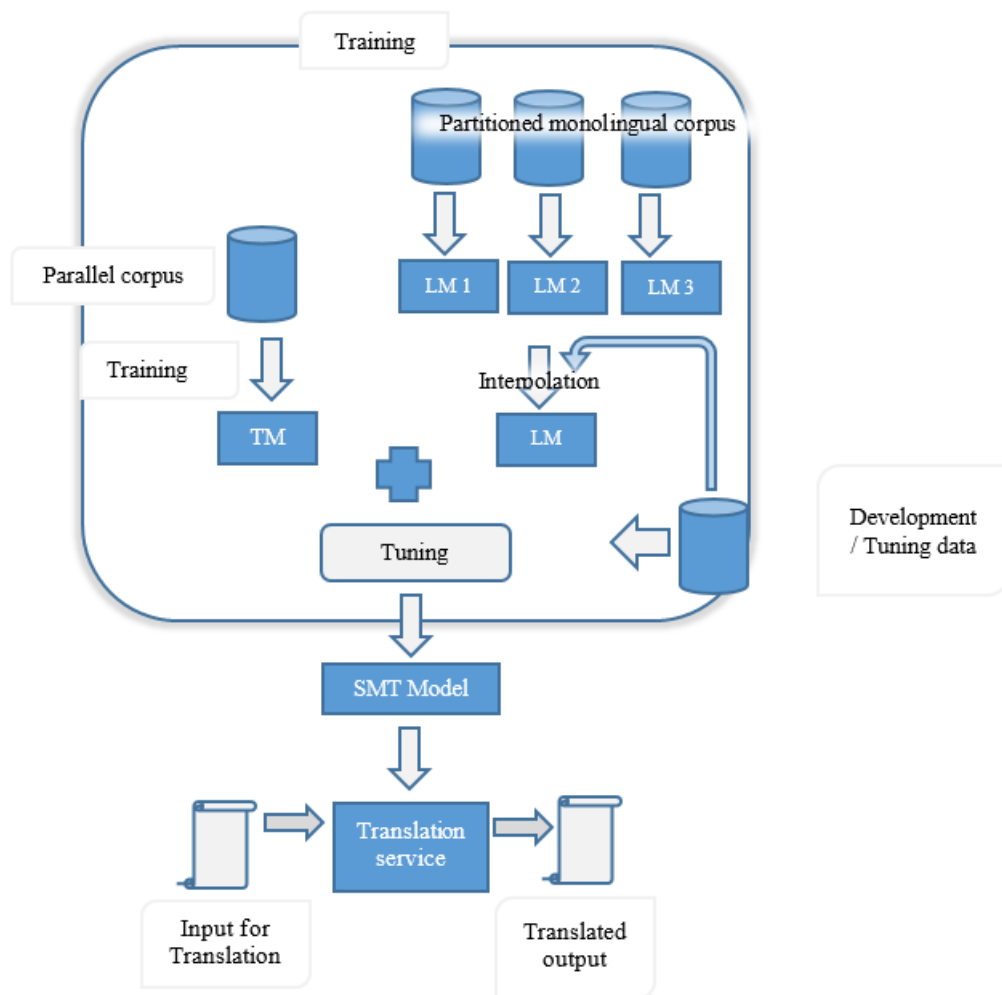 Training
Partitioned monolingual corpus
Parallel corpus
LM 1
LM 2
LM 3
Training
Interpolation
TM
LM
Development
/ Tuning data
Tuning
SMT Model
Translation
service
Input for
Translation
Translated
output